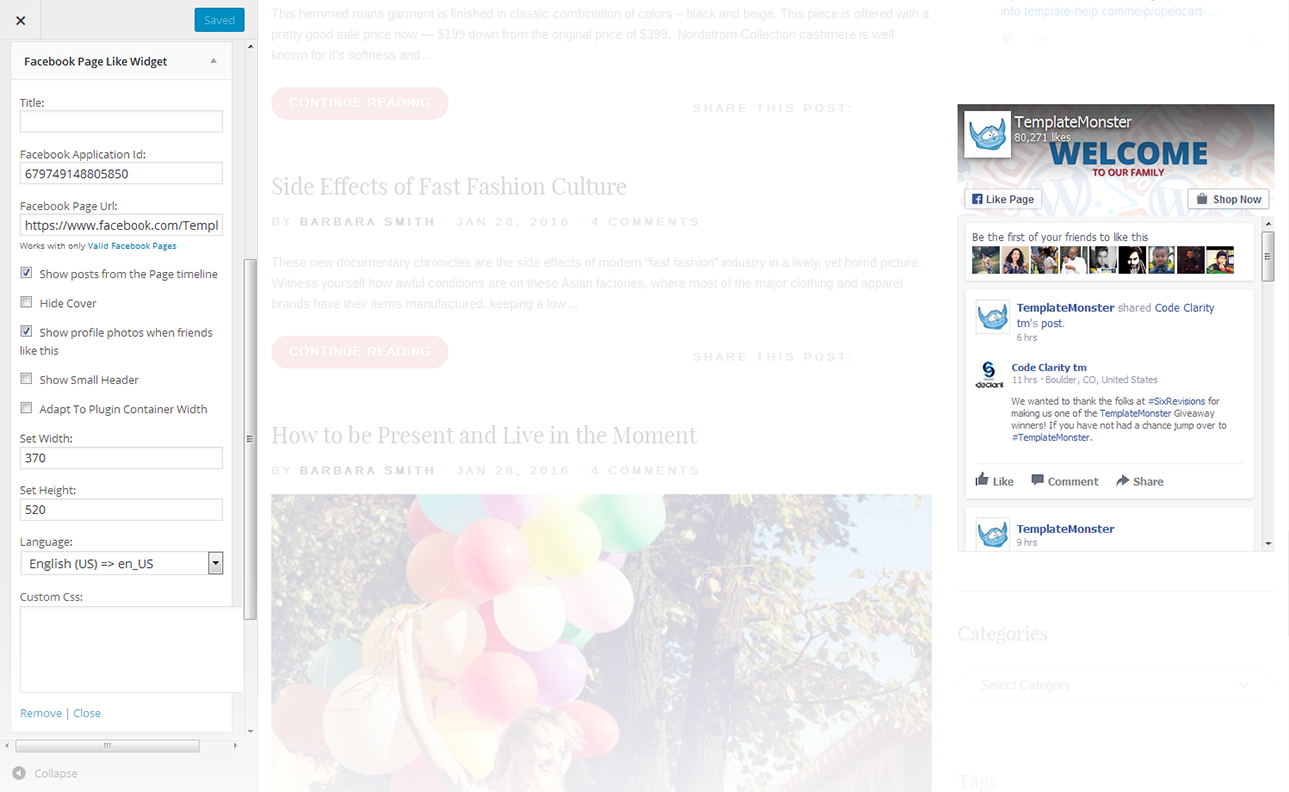 Saved
Facebook Page Like Widget
Title:
Facebook Application Id:
679749148805850
Facebook Page Url:
https://www.facebook.com/Templ
Works with only Valid Facebook Pages
Show posts from the Page timeline
Hide Cover
Show profile photos when friends
like this
Show Small Header
Adapt To Plugin Container Width
Set Width:
370
Set Height:
520
Language:
English (US) => en_US
Custom Css:
Remove | Close
Collapse
This hemmed ruana garment is finished in classic combination of colors – black and beige. This piece is offered with a
pretty good sale price now — $199 down from the original price of $399. Nordstrom Collection cashmere is well
known for it's softness and…
CONTINUE READING
SHARE THIS POST:
Side Effects of Fast Fashion Culture
BY BARBARA SMITH · JAN 28, 2016 · 4 COMMENTS
These the side effects of modern “fast fashion” industry in a lively, yet horrid picture.
these Asian factories, where most of the major clothing and apparel
brands have their items manufactured, keeping a low…
CONTINUE READING
SHARE THIS POST:
How to be Present and Live in the Moment
BY BARBARA SMITH · JAN 28, 2016 · 4 COMMENTS
info.template-help.com/help/opencart-…
TemplateMonster
80,271 likes
WELCOME
TO OUR FAMILY
Like Page
Shop Now
Be the first of your friends to like this
TemplateMonster shared Code Clarity
tm's post.
6 hrs
Code Clarity tm
11 hrs · Boulder, CO, United States
We wanted to thank the folks at #SixRevisions for
making us one of the TemplateMonster Giveaway
winners! If you have not had a chance jump over to
#TemplateMonster.
Like Comment Share
TemplateMonster
9 hrs
Categories
Select Category
Tags